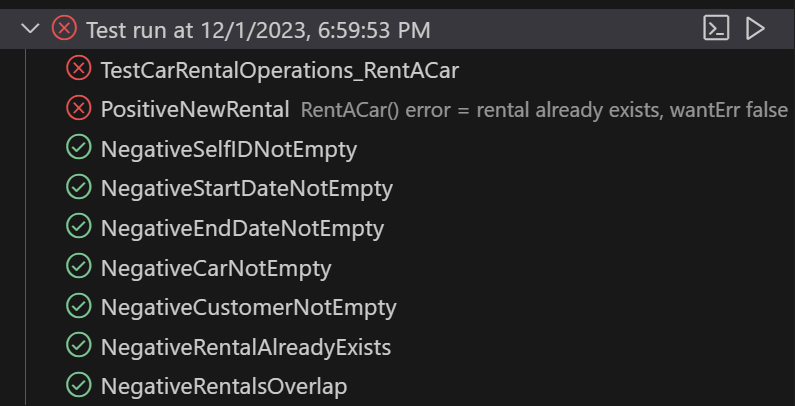 Test run at 12/1/2023, 6:59:53 PM
TestCarRentalOperations_RentACar
PositiveNewRental RentACar() error = rental already exists, wantErr false
NegativeSelfIDNotEmpty
NegativeStartDateNotEmpty
NegativeEndDateNotEmpty
NegativeCarNotEmpty
NegativeCustomerNotEmpty
NegativeRentalAlreadyExists
NegativeRentalsOverlap